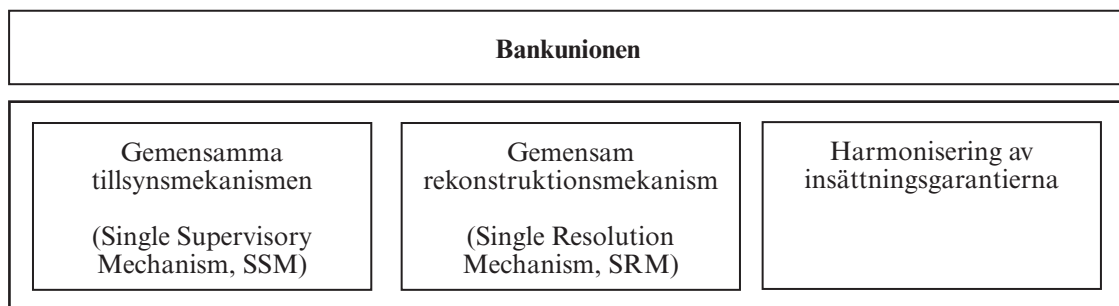 Bankunionen
Gemensamma
tillsynsmekanismen
(Single Supervisory
Mechanism, SSM)
Gemensam
rekonstruktionsmekanism
(Single Resolution
Mechanism, SRM)
Harmonisering av
insättningsgarantierna